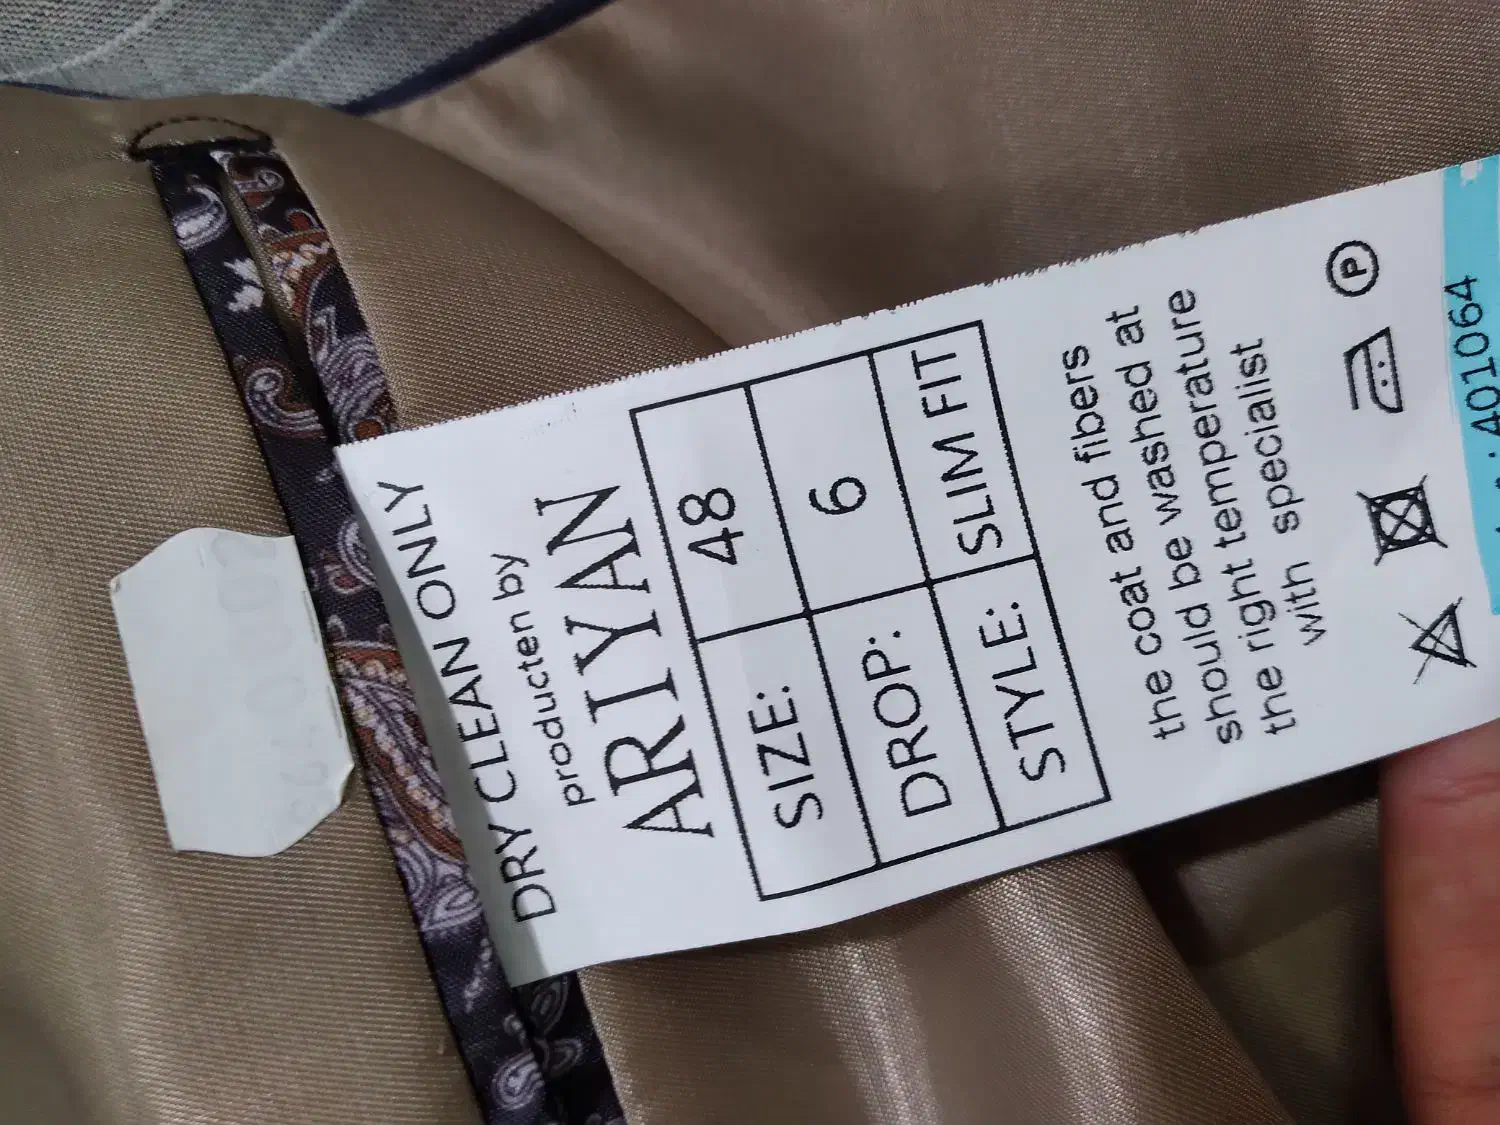 DRY CLEAN ONLY
producten by
ARIYAN
SIZE: 48
DROP: 6
STYLE: SLIM FIT
the coat and fibers
should be washed at
the right temperature
with specialist
P
401064